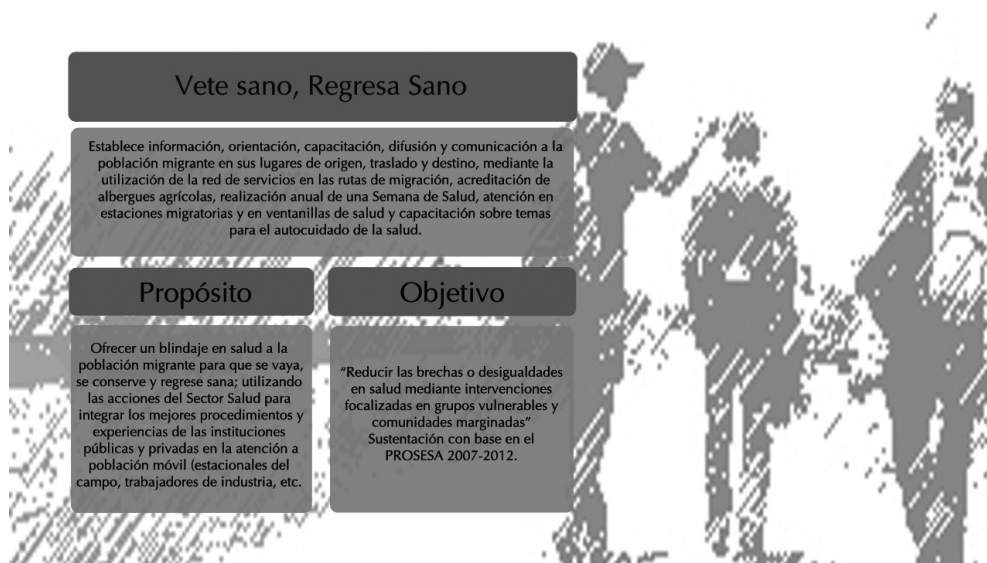 Vete sano, Regresa Sano
Establece información, orientación, capacitación, difusión y comunicación a la
población migrante en sus lugares de origen, traslado y destino, mediante la
utilización de la red de servicios en las rutas de migración, acreditación de
albergues agrícolas, realización anual de una Semana de Salud, atención en
estaciones migratorias y en ventanillas de salud y capacitación sobre temas
para el autocuidado de la salud.
Propósito
Ofrecer un blindaje en salud a la
población migrante para que se vaya,
se conserve y regrese sana; utilizando
las acciones del Sector Salud para
integrar los mejores procedimientos y
experiencias de las instituciones
públicas y privadas en la atención a
población móvil (estacionales del
campo, trabajadores de industria, etc.
Objetivo
“Reducir las brechas o desigualdades
en salud mediante intervenciones
focalizadas en grupos vulnerables y
comunidades marginadas”
Sustentación con base en el
PROSESA 2007-2012.